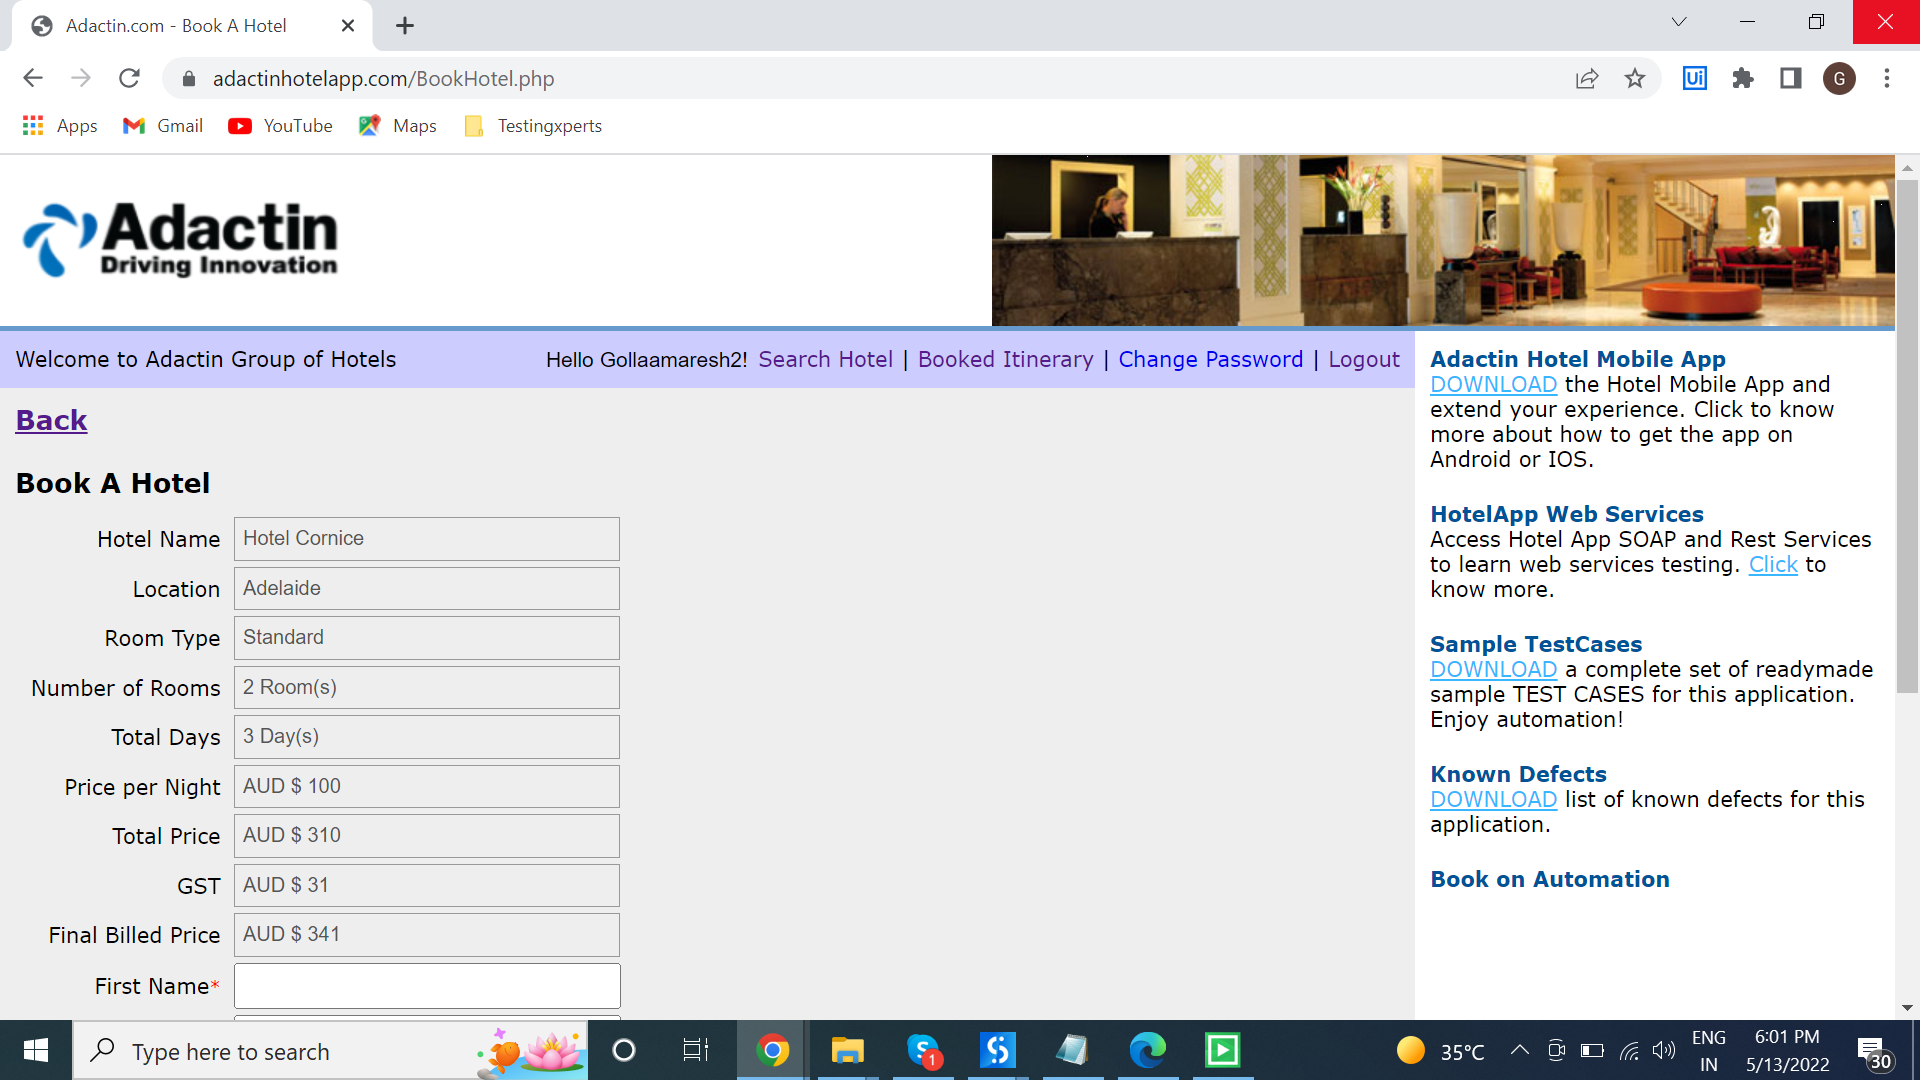 Adactin.com - Book A Hotel
adactinhotelapp.com/BookHotel.php
Ui
G
Apps
Gmail
YouTube
Maps
Testingxperts
Adactin
Driving Innovation
Welcome to Adactin Group of Hotels
Hello Gollaamaresh2! Search Hotel | Booked Itinerary | Change Password | Logout
Back
Book A Hotel
Hotel Name Hotel Cornice
Location Adelaide
Room Type Standard
Number of Rooms 2 Room(s)
Total Days 3 Day(s)
Price per Night AUD $ 100
Total Price AUD $ 310
GST AUD $ 31
Final Billed Price AUD $ 341
First Name*
Adactin Hotel Mobile App
DOWNLOAD the Hotel Mobile App and
extend your experience. Click to know
more about how to get the app on
Android or IOS.
HotelApp Web Services
Access Hotel App SOAP and Rest Services
to learn web services testing. Click to
know more.
Sample TestCases
DOWNLOAD a complete set of readymade
sample TEST CASES for this application.
Enjoy automation!
Known Defects
DOWNLOAD list of known defects for this
application.
Book on Automation
Type here to search
S
1
35°C
ENG
IN
6:01 PM
5/13/2022
30